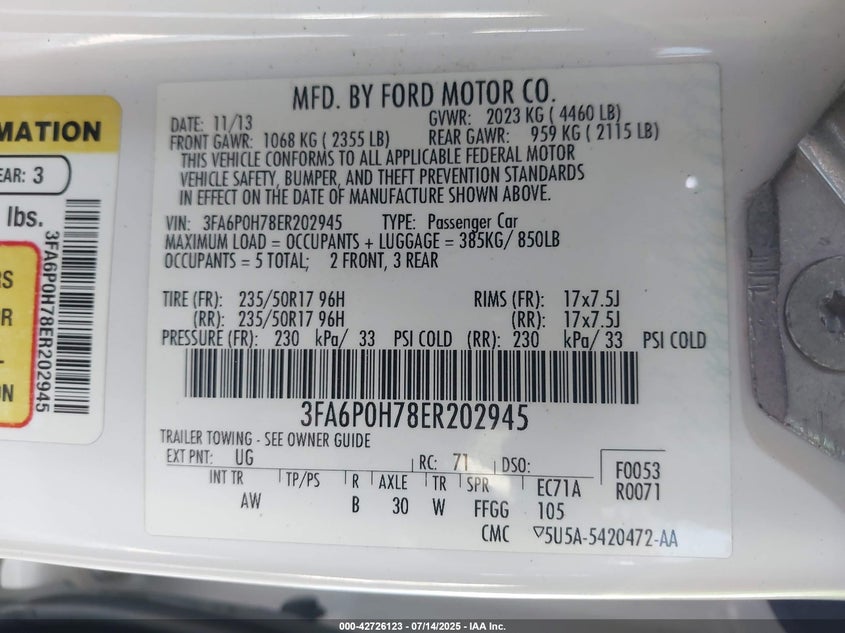 MATION
EAR: 3
lbs.
RS
OR
L
ON
3FA6P0H78ER202945
MFD. BY FORD MOTOR CO.
DATE: 11/13 GVWR: 2023 KG ( 4460 LB)
FRONT GAWR: 1068 KG ( 2355 LB) REAR GAWR: 959 KG ( 2115 LB)
THIS VEHICLE CONFORMS TO ALL APPLICABLE FEDERAL MOTOR
VEHICLE SAFETY, BUMPER, AND THEFT PREVENTION STANDARDS
IN EFFECT ON THE DATE OF MANUFACTURE SHOWN ABOVE.
VIN: 3FA6P0H78ER202945 TYPE: Passenger Car
MAXIMUM LOAD = OCCUPANTS + LUGGAGE = 385KG/ 850LB
OCCUPANTS = 5 TOTAL; 2 FRONT, 3 REAR
TIRE (FR): 235/50R17 96H RIMS (FR): 17x7.5J
(RR): 235/50R17 96H (RR): 17x7.5J
PRESSURE (FR): 230 kPa/ 33 PSI COLD (RR): 230 kPa/ 33 PSI COLD
3FA6P0H78ER202945
TRAILER TOWING - SEE OWNER GUIDE
EXT PNT: UG RC: 71 DSO: F0053
INT TR TP/PS R AXLE TR SPR EC71A R0071
AW B 30 W FFGG 105
CMC ▽5U5A-5420472-AA
000-42726123 | 07/14/2025 - IAA Inc.